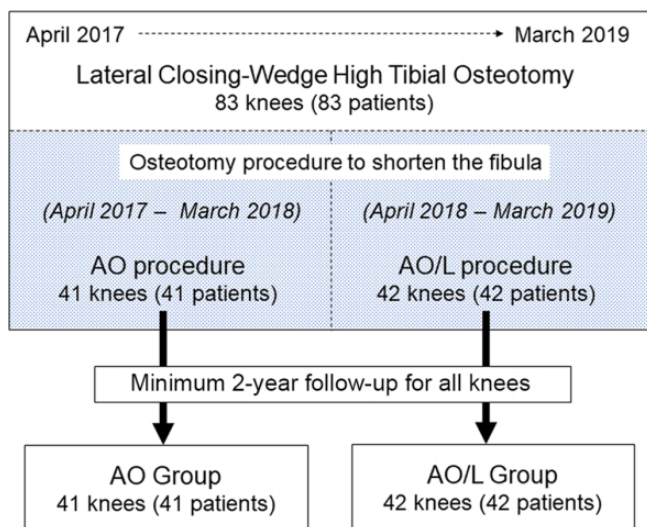 April 2017 March 2019
Lateral Closing-Wedge High Tibial Osteotomy
83 knees (83 patients)
Osteotomy procedure to shorten the fibula
(April 2017 – March 2018) (April 2018 – March 2019)
AO procedure AO/L procedure
41 knees (41 patients) 42 knees (42 patients)
Minimum 2-year follow-up for all knees
AO Group AO/L Group
41 knees (41 patients) 42 knees (42 patients)